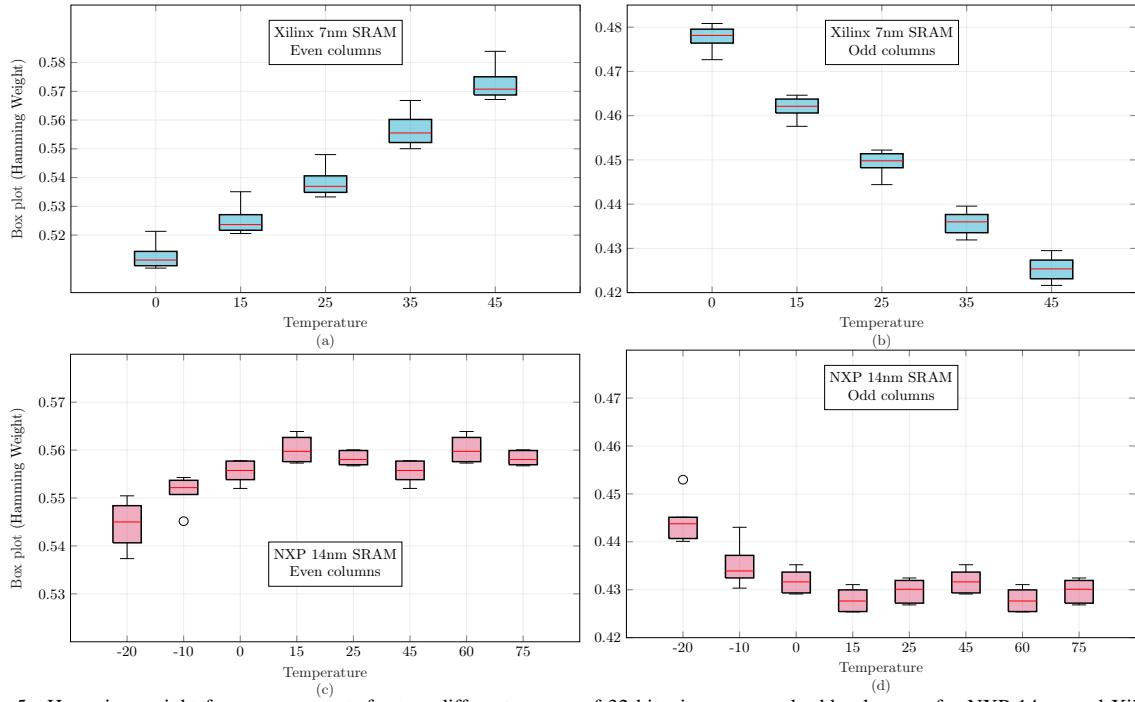 Xilinx 7nm SRAM
Even columns
Box plot (Hamming Weight)
0.58
0.57
0.56
0.55
0.54
0.53
0.52
0 15 25 35 45
Temperature
(a)
Xilinx 7nm SRAM
Odd columns
0.48
0.47
0.46
0.45
0.44
0.43
0.42
0 15 25 35 45
Temperature
(b)
NXP 14nm SRAM
Even columns
Box plot (Hamming Weight)
0.57
0.56
0.55
0.54
0.53
-20 -10 0 15 25 45 60 75
Temperature
(c)
NXP 14nm SRAM
Odd columns
0.47
0.46
0.45
0.44
0.43
0.42
-20 -10 0 15 25 45 60 75
Temperature
(d)